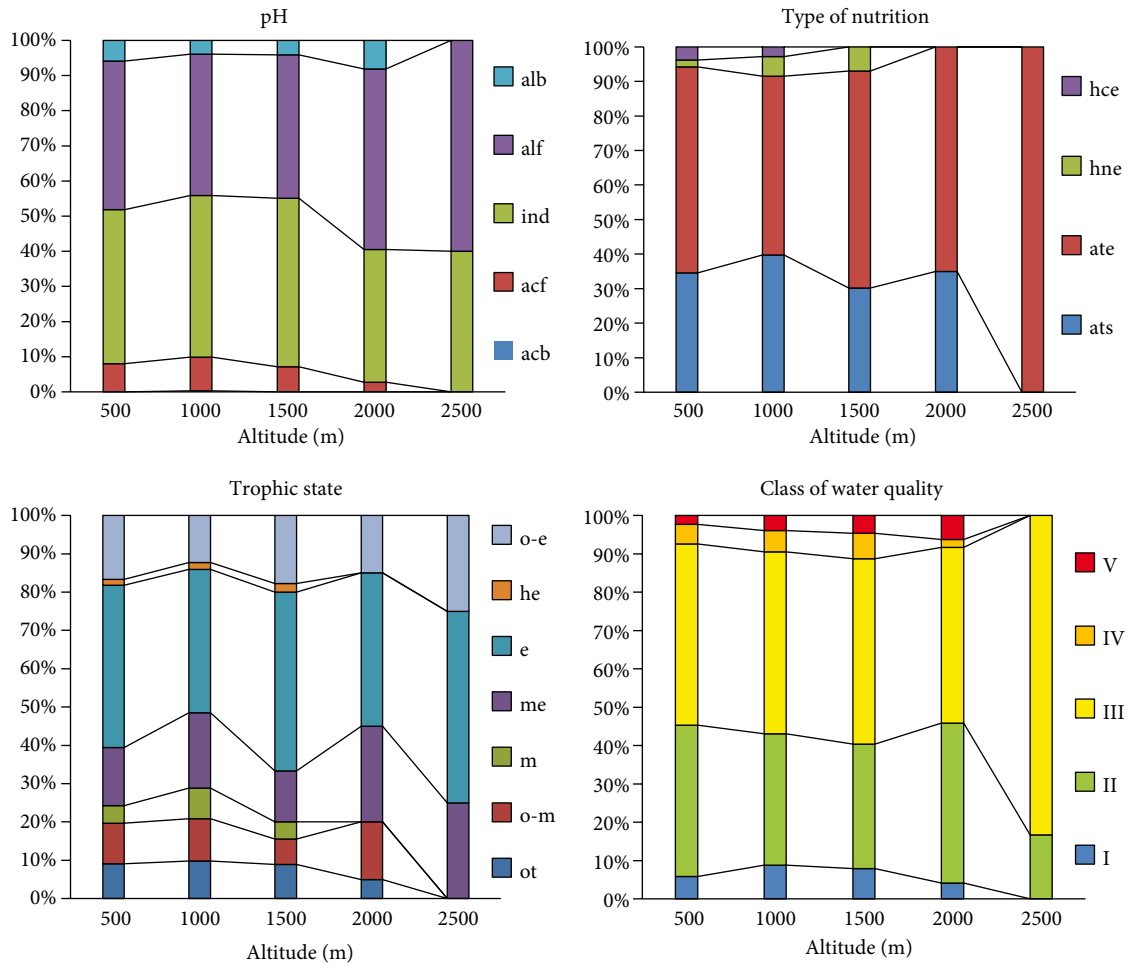 pH
100%
90%
80%
70%
60%
50%
40%
30%
20%
10%
0%
500 1000 1500 2000 2500
Altitude (m)
alb
alf
ind
acf
acb
Type of nutrition
100%
90%
80%
70%
60%
50%
40%
30%
20%
10%
0%
500 1000 1500 2000 2500
Altitude (m)
hce
hne
ate
ats
Trophic state
100%
90%
80%
70%
60%
50%
40%
30%
20%
10%
0%
500 1000 1500 2000 2500
Altitude (m)
o-e
he
e
me
m
o-m
ot
Class of water quality
100%
90%
80%
70%
60%
50%
40%
30%
20%
10%
0%
500 1000 1500 2000 2500
Altitude (m)
V
IV
III
II
I